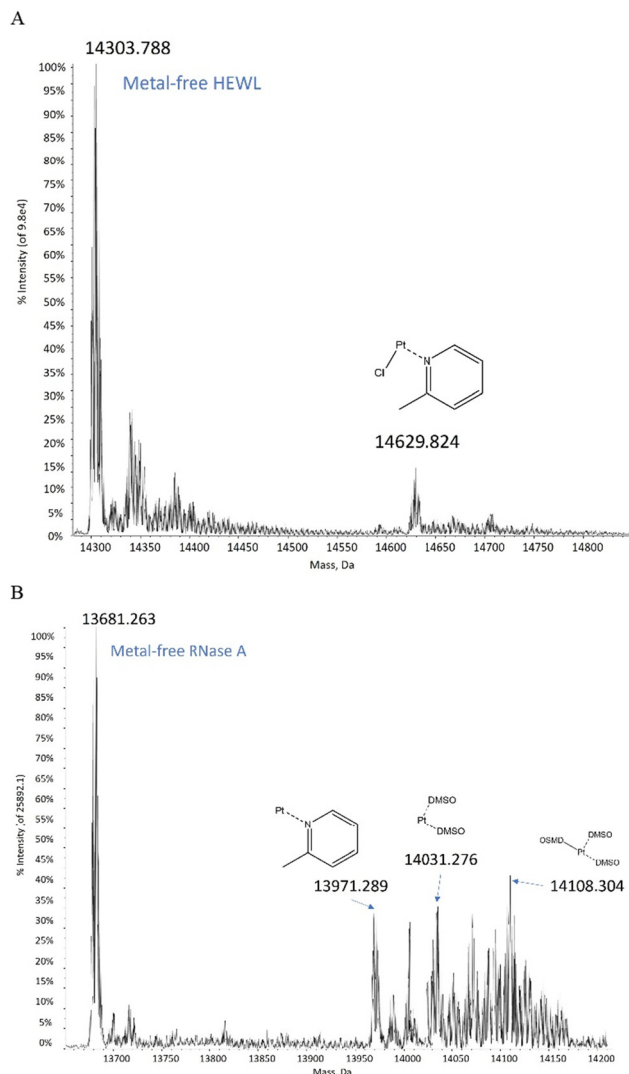 A
14303.788
Metal-free HEWL
100%
95%
90%
85%
80%
75%
70%
65%
60%
55%
50%
45%
40%
35%
30%
25%
20%
15%
10%
5%
0%
% Intensity (of 9.8e4)
Pt
Cl
N
14629.824
14300 14350 14400 14450 14500 14550 14600 14650 14700 14750 14800
Mass, Da
B
13681.263
Metal-free RNase A
100%
95%
90%
85%
80%
75%
70%
65%
60%
55%
50%
45%
40%
35%
30%
25%
20%
15%
10%
5%
0%
% Intensity (of 25892.1)
Pt
N
13971.289
DMSO
Pt
DMSO
14031.276
OSMD
DMSO
Pt
DMSO
14108.304
13700 13750 13800 13850 13900 13950 14000 14050 14100 14150 14200
Mass, Da